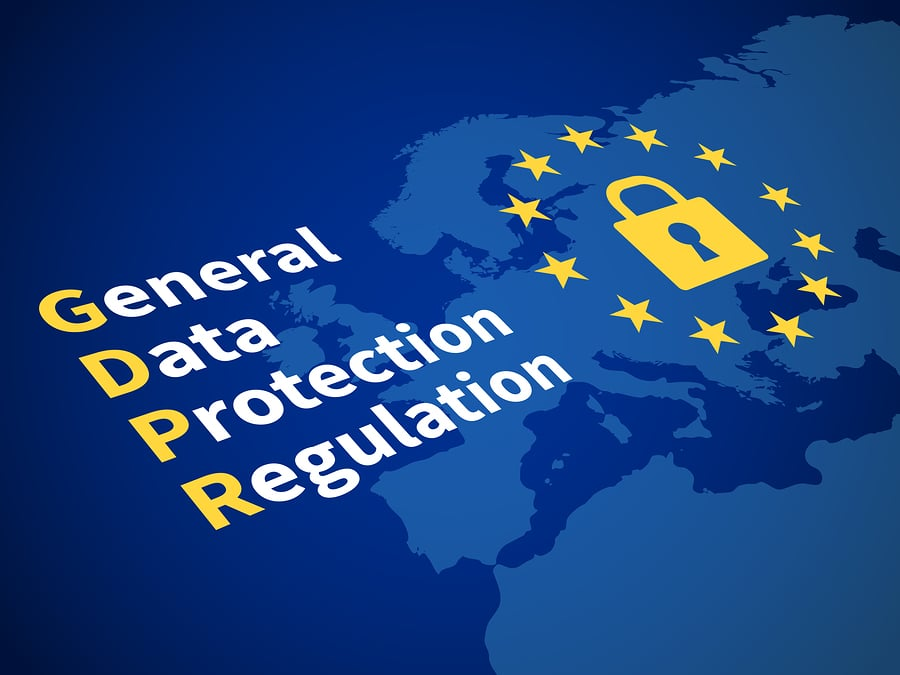 General
Data
Protection
Regulation